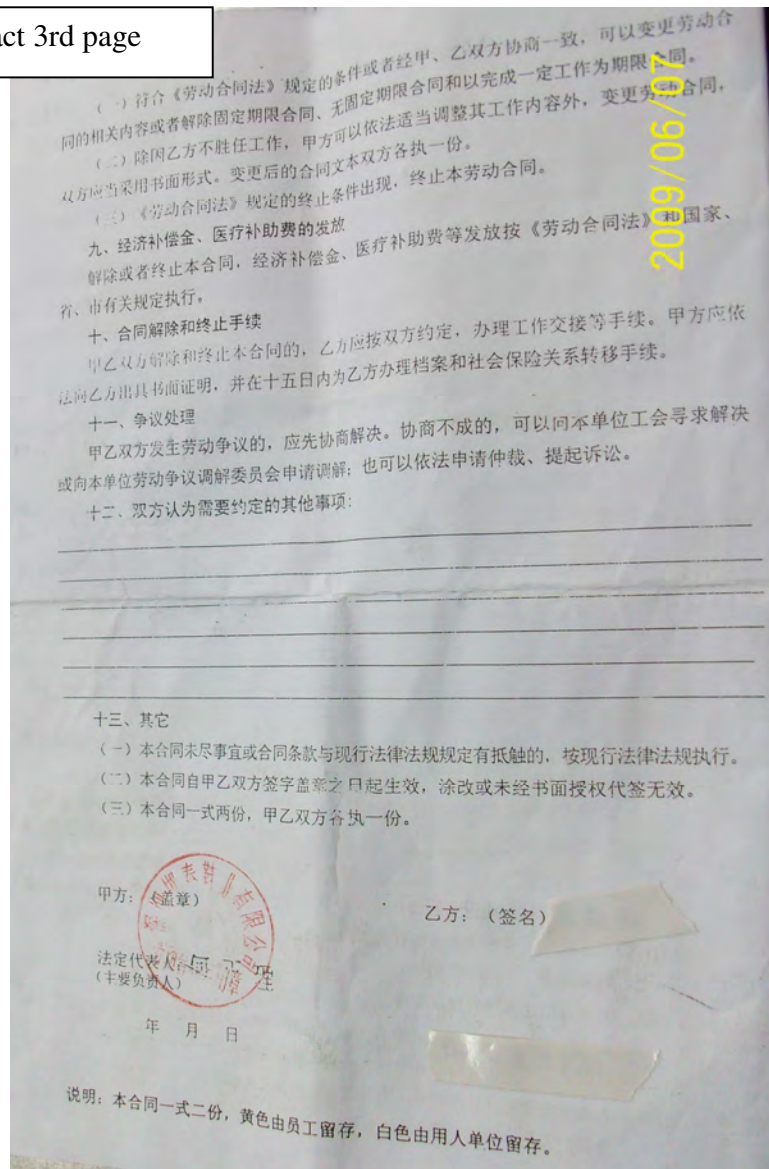 act 3rd page
2009/06/07
(一)符合《劳动合同法》规定的条件或者经甲、乙双方协商一致，可以变更劳动合
同的相关内容或者解除固定期限合同、无固定期限合同和以完成一定工作为期限合同。
(二)除因乙方不胜任工作，甲方可以依法适当调整其工作内容外，变更劳动合同，
双方应当采用书面形式。变更后的合同文本双方各执一份。
(三)《劳动合同法》规定的终止条件出现，终止本劳动合同。
九、经济补偿金、医疗补助费的发放
解除或者终止本合同，经济补偿金、医疗补助费等发放按《劳动合同法》和国家、
省、市有关规定执行。
十、合同解除和终止手续
甲乙双方解除和终止本合同的，乙方应按双方约定，办理工作交接等手续。甲方应依
法向乙方出具书面证明，并在十五日内为乙方办理档案和社会保险关系转移手续。
十一、争议处理
甲乙双方发生劳动争议的，应先协商解决。协商不成的，可以向本单位工会寻求解决
或向本单位劳动争议调解委员会申请调解；也可以依法申请仲裁、提起诉讼。
十二、双方认为需要约定的其他事项：
十三、其它
(一)本合同未尽事宜或合同条款与现行法律法规规定有抵触的，按现行法律法规执行。
(二)本合同自甲乙双方签字盖章之日起生效，涂改或未经书面授权代签无效。
(三)本合同一式两份，甲乙双方各执一份。
甲方：（盖章）
乙方：（签名）
有限公司
法定代表人
（主要负责人）
年 月 日
说明：本合同一式二份，黄色由员工留存，白色由用人单位留存。